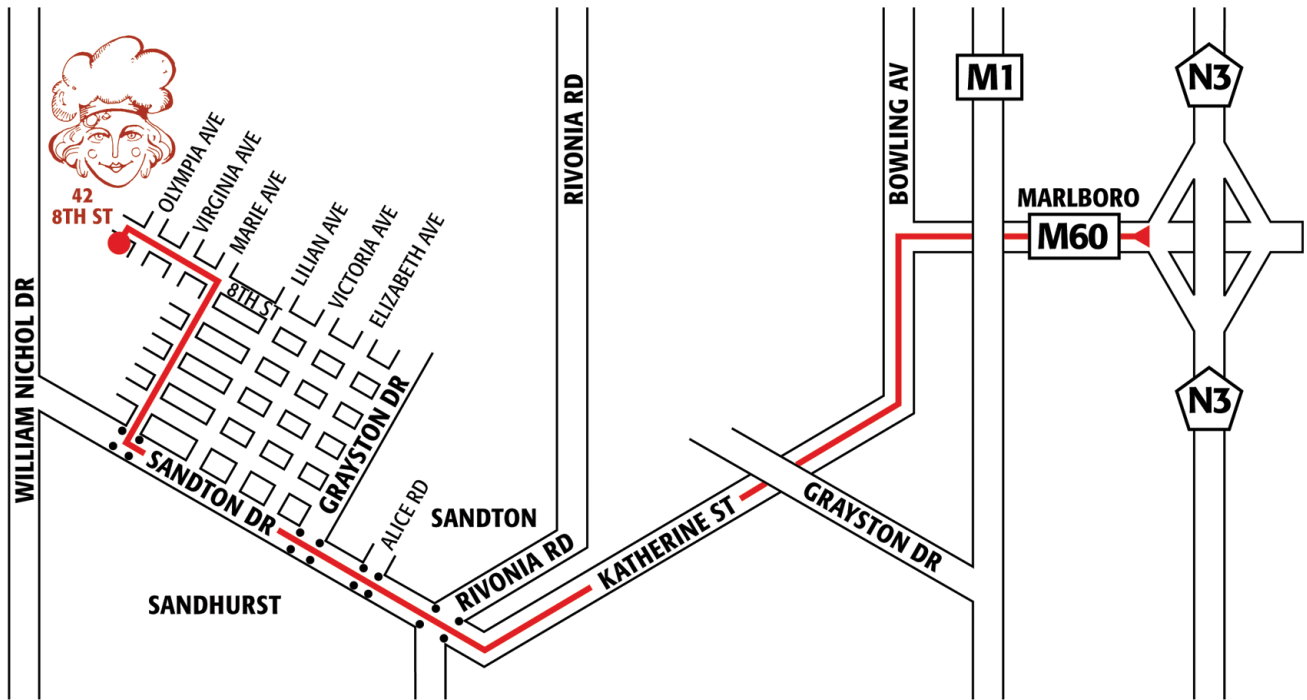 42
8TH ST
OLYMPIA AVE
VIRGINIA AVE
MARIE AVE
LILIAN AVE
VICTORIA AVE
ELIZABETH AVE
8TH ST
WILLIAM NICHOL DR
RIVONIA RD
BOWLING AV
M1
N3
MARLBORO
M60
N3
GRAYSTON DR
SANDTON DR
ALICE RD
SANDTON
RIVONIA RD
KATHERINE ST
GRAYSTON DR
SANDHURST